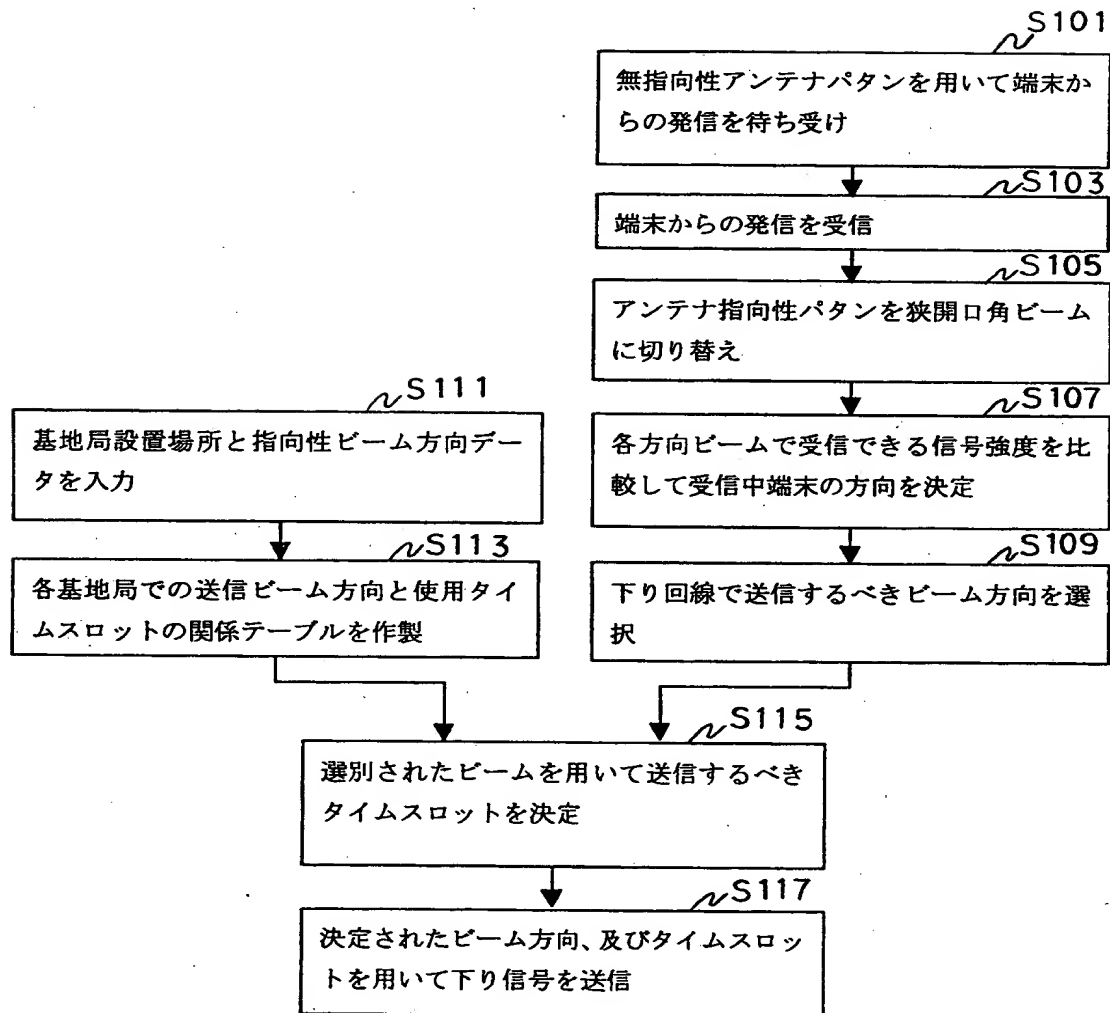 S101
無指向性アンテナパタンを用いて端末か
らの発信を待ち受け
S103
端末からの発信を受信
S105
アンテナ指向性パタンを狭開口角ビーム
に切り替え
S107
各方向ビームで受信できる信号強度を比
較して受信中端末の方向を決定
S109
下り回線で送信するべきビーム方向を選
択
S111
基地局設置場所と指向性ビーム方向デー
タを入力
S113
各基地局での送信ビーム方向と使用タイ
ムスロットの関係テーブルを作製
S115
選別されたビームを用いて送信するべき
タイムスロットを決定
S117
決定されたビーム方向、及びタイムスロッ
トを用いて下り信号を送信